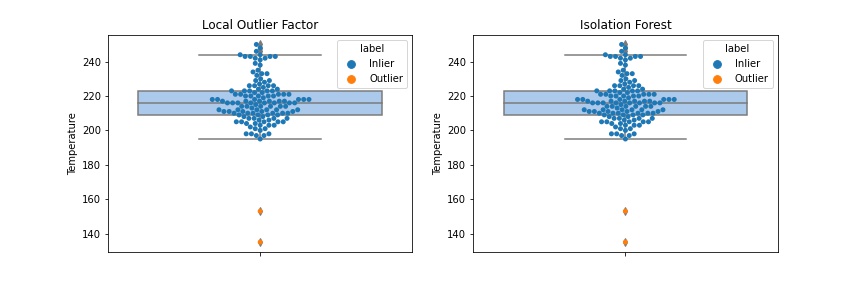 Local Outlier Factor
label
Inlier
Outlier
Temperature
240
220
200
180
160
140
Isolation Forest
label
Inlier
Outlier
Temperature
240
220
200
180
160
140